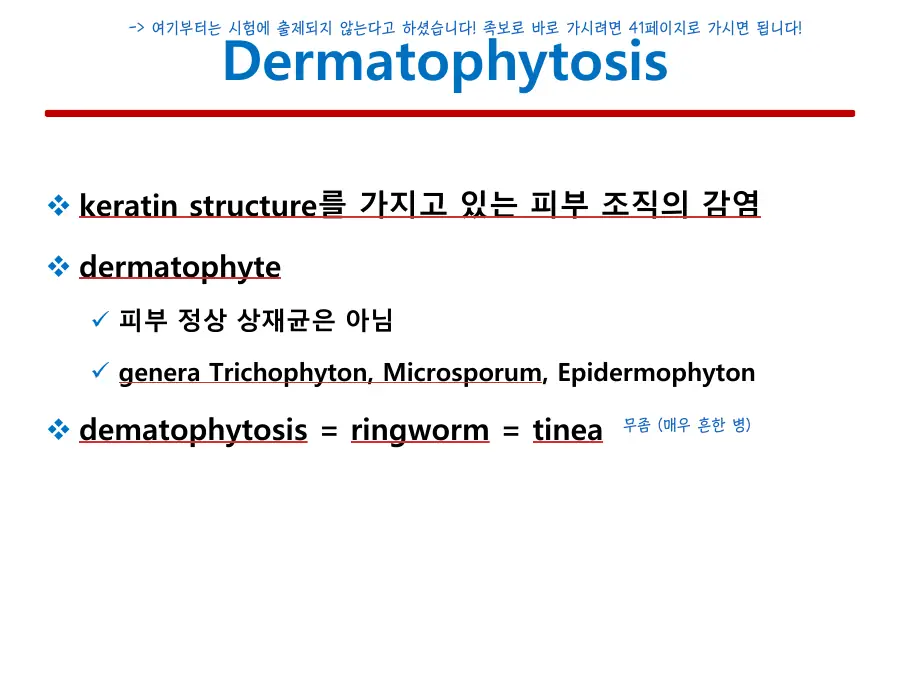 -> 여기부터는 시험에 출제되지 않는다고 하셨습니다! 족보로 바로 가시려면 41페이지로 가시면 됩니다!
Dermatophytosis
❖ keratin structure를 가지고 있는 피부 조직의 감염
❖ dermatophyte
✓ 피부 정상 상재균은 아님
✓ genera Trichophyton, Microsporum, Epidermophyton
❖ dematophytosis = ringworm = tinea 무좀 (매우 흔한 병)